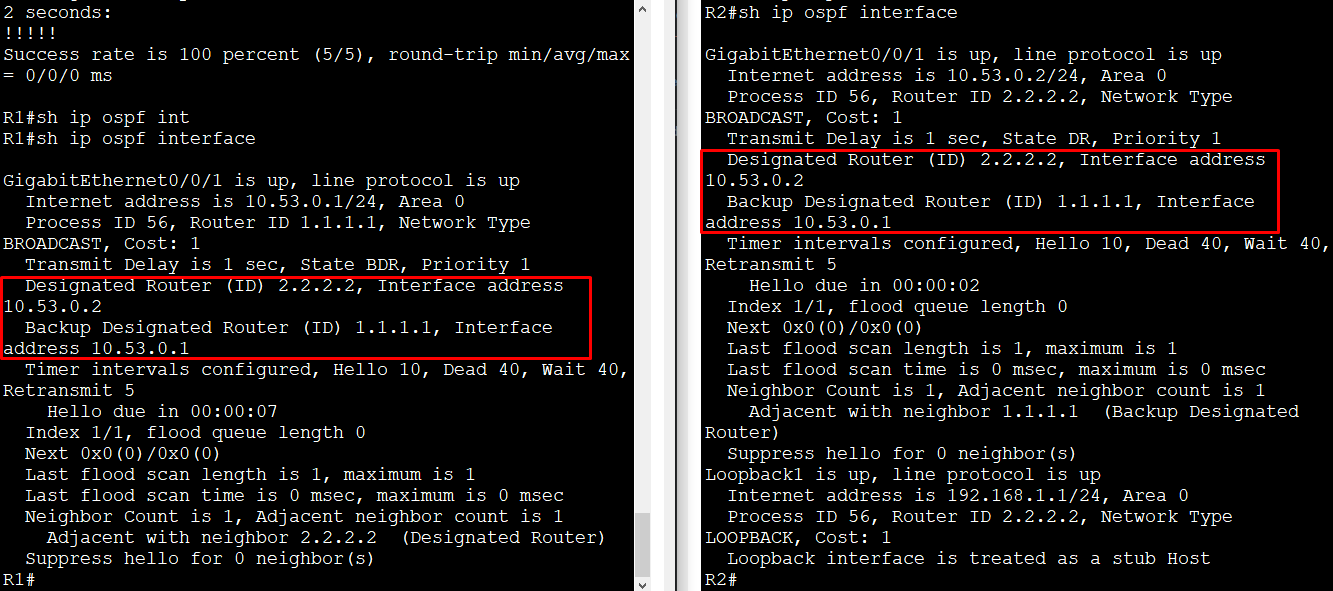 2 seconds:
!!!!!
Success rate is 100 percent (5/5), round-trip min/avg/max
= 0/0/0 ms
R1#sh ip ospf int
R1#sh ip ospf interface
GigabitEthernet0/0/1 is up, line protocol is up
Internet address is 10.53.0.1/24, Area 0
Process ID 56, Router ID 1.1.1.1, Network Type
BROADCAST, Cost: 1
Transmit Delay is 1 sec, State BDR, Priority 1
Designated Router (ID) 2.2.2.2, Interface address
10.53.0.2
Backup Designated Router (ID) 1.1.1.1, Interface
address 10.53.0.1
Timer intervals configured, Hello 10, Dead 40, Wait 40,
Retransmit 5
Hello due in 00:00:07
Index 1/1, flood queue length 0
Next 0x0(0)/0x0(0)
Last flood scan length is 1, maximum is 1
Last flood scan time is 0 msec, maximum is 0 msec
Neighbor Count is 1, Adjacent neighbor count is 1
Adjacent with neighbor 2.2.2.2  (Designated Router)
Suppress hello for 0 neighbor(s)
R1#
R2#sh ip ospf interface
GigabitEthernet0/0/1 is up, line protocol is up
Internet address is 10.53.0.2/24, Area 0
Process ID 56, Router ID 2.2.2.2, Network Type
BROADCAST, Cost: 1
Transmit Delay is 1 sec, State DR, Priority 1
Designated Router (ID) 2.2.2.2, Interface address
10.53.0.2
Backup Designated Router (ID) 1.1.1.1, Interface
address 10.53.0.1
Timer intervals configured, Hello 10, Dead 40, Wait 40,
Retransmit 5
Hello due in 00:00:02
Index 1/1, flood queue length 0
Next 0x0(0)/0x0(0)
Last flood scan length is 1, maximum is 1
Last flood scan time is 0 msec, maximum is 0 msec
Neighbor Count is 1, Adjacent neighbor count is 1
Adjacent with neighbor 1.1.1.1  (Backup Designated
Router)
Suppress hello for 0 neighbor(s)
Loopback1 is up, line protocol is up
Internet address is 192.168.1.1/24, Area 0
Process ID 56, Router ID 2.2.2.2, Network Type
LOOPBACK, Cost: 1
Loopback interface is treated as a stub Host
R2#